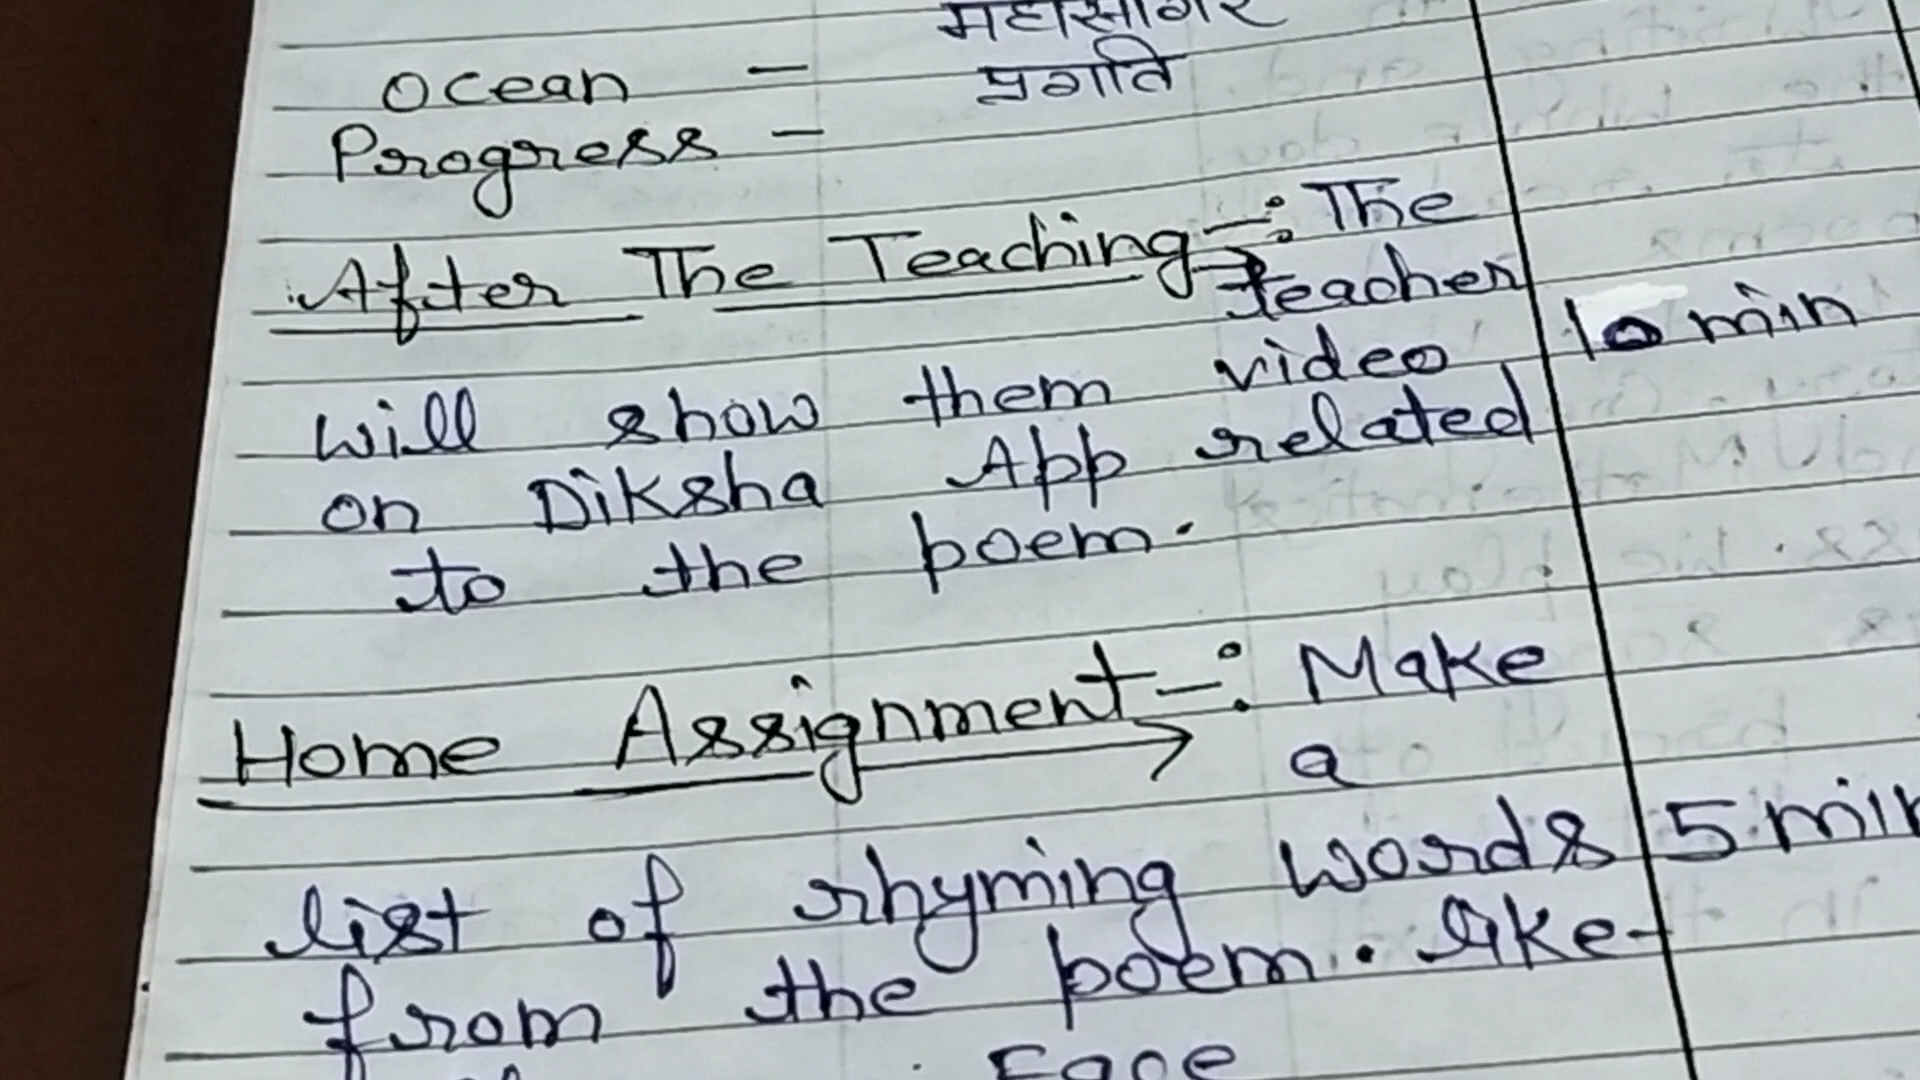 Ocean - महासागर
Progress - प्रगति
After The Teaching -: The
teacher
will show them video 10 min
on Diksha App related
to the poem.
Home Assignment -: Make
a
list of rhyming words 5 min
from the poem. like-
Face